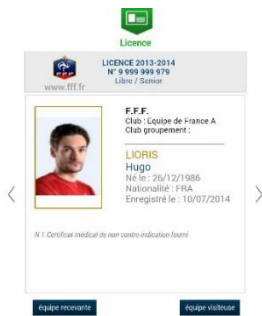 Licence
LICENCE 2013-2014
N° 9 999 999 979
Libre / Senior
FFF
www.fff.fr
F.F.F.
Club : Equipe de France A
Club groupement :
LIORIS
Hugo
Né le : 26/12/1986
Nationalité : FRA
Enregistré le : 10/07/2014
N 1 Certificat médical de non contre indication fourni
équipe recevante
équipe visiteuse